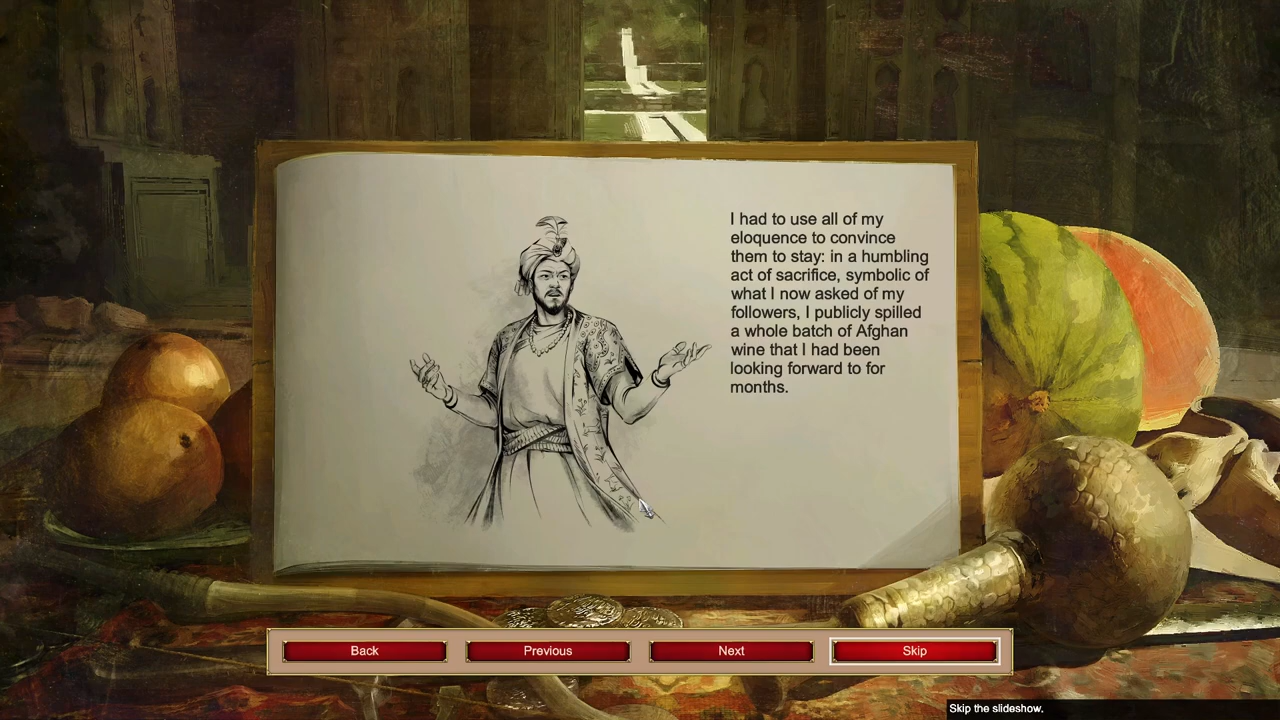 I had to use all of my
eloquence to convince
them to stay: in a humbling
act of sacrifice, symbolic of
what I now asked of my
followers, I publicly spilled
a whole batch of Afghan
wine that I had been
looking forward to for
months.
Back
Previous
Next
Skip
Skip the slideshow.